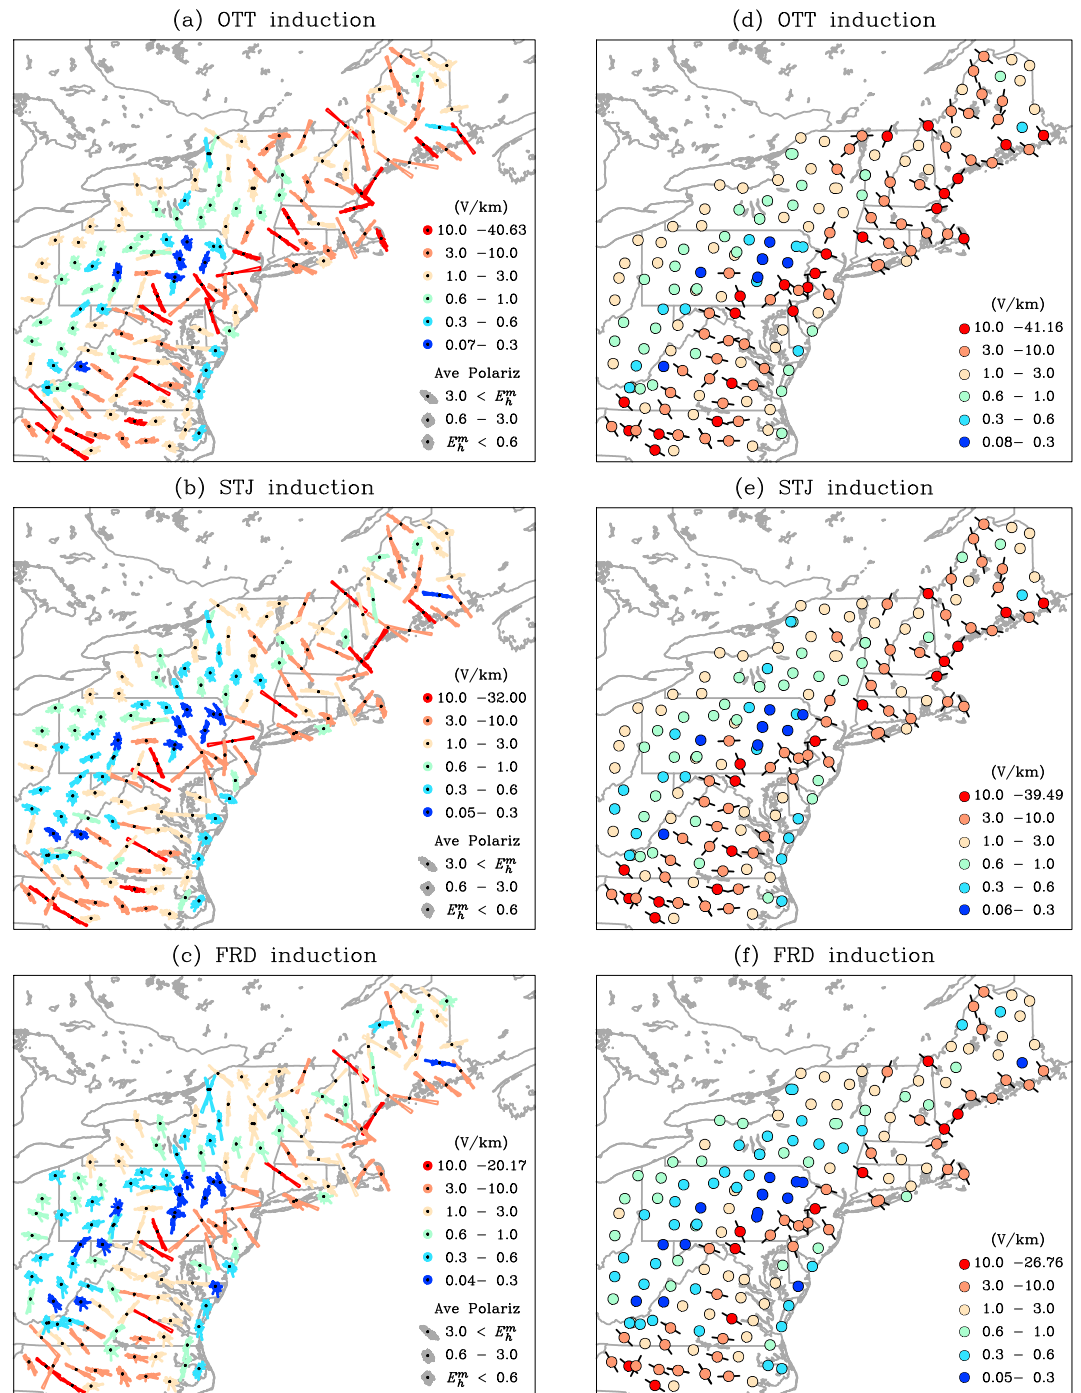 (a) OTT induction
(V/km)
10.0 -40.63
3.0 -10.0
1.0 - 3.0
0.6 - 1.0
0.3 - 0.6
0.07- 0.3
Ave Polariz
3.0 < E_h^m
0.6 - 3.0
E_h^m < 0.6
(d) OTT induction
(V/km)
10.0 -41.16
3.0 -10.0
1.0 - 3.0
0.6 - 1.0
0.3 - 0.6
0.08- 0.3
(b) STJ induction
(V/km)
10.0 -32.00
3.0 -10.0
1.0 - 3.0
0.6 - 1.0
0.3 - 0.6
0.05- 0.3
Ave Polariz
3.0 < E_h^m
0.6 - 3.0
E_h^m < 0.6
(e) STJ induction
(V/km)
10.0 -39.49
3.0 -10.0
1.0 - 3.0
0.6 - 1.0
0.3 - 0.6
0.06- 0.3
(c) FRD induction
(V/km)
10.0 -20.17
3.0 -10.0
1.0 - 3.0
0.6 - 1.0
0.3 - 0.6
0.04- 0.3
Ave Polariz
3.0 < E_h^m
0.6 - 3.0
E_h^m < 0.6
(f) FRD induction
(V/km)
10.0 -26.76
3.0 -10.0
1.0 - 3.0
0.6 - 1.0
0.3 - 0.6
0.05- 0.3